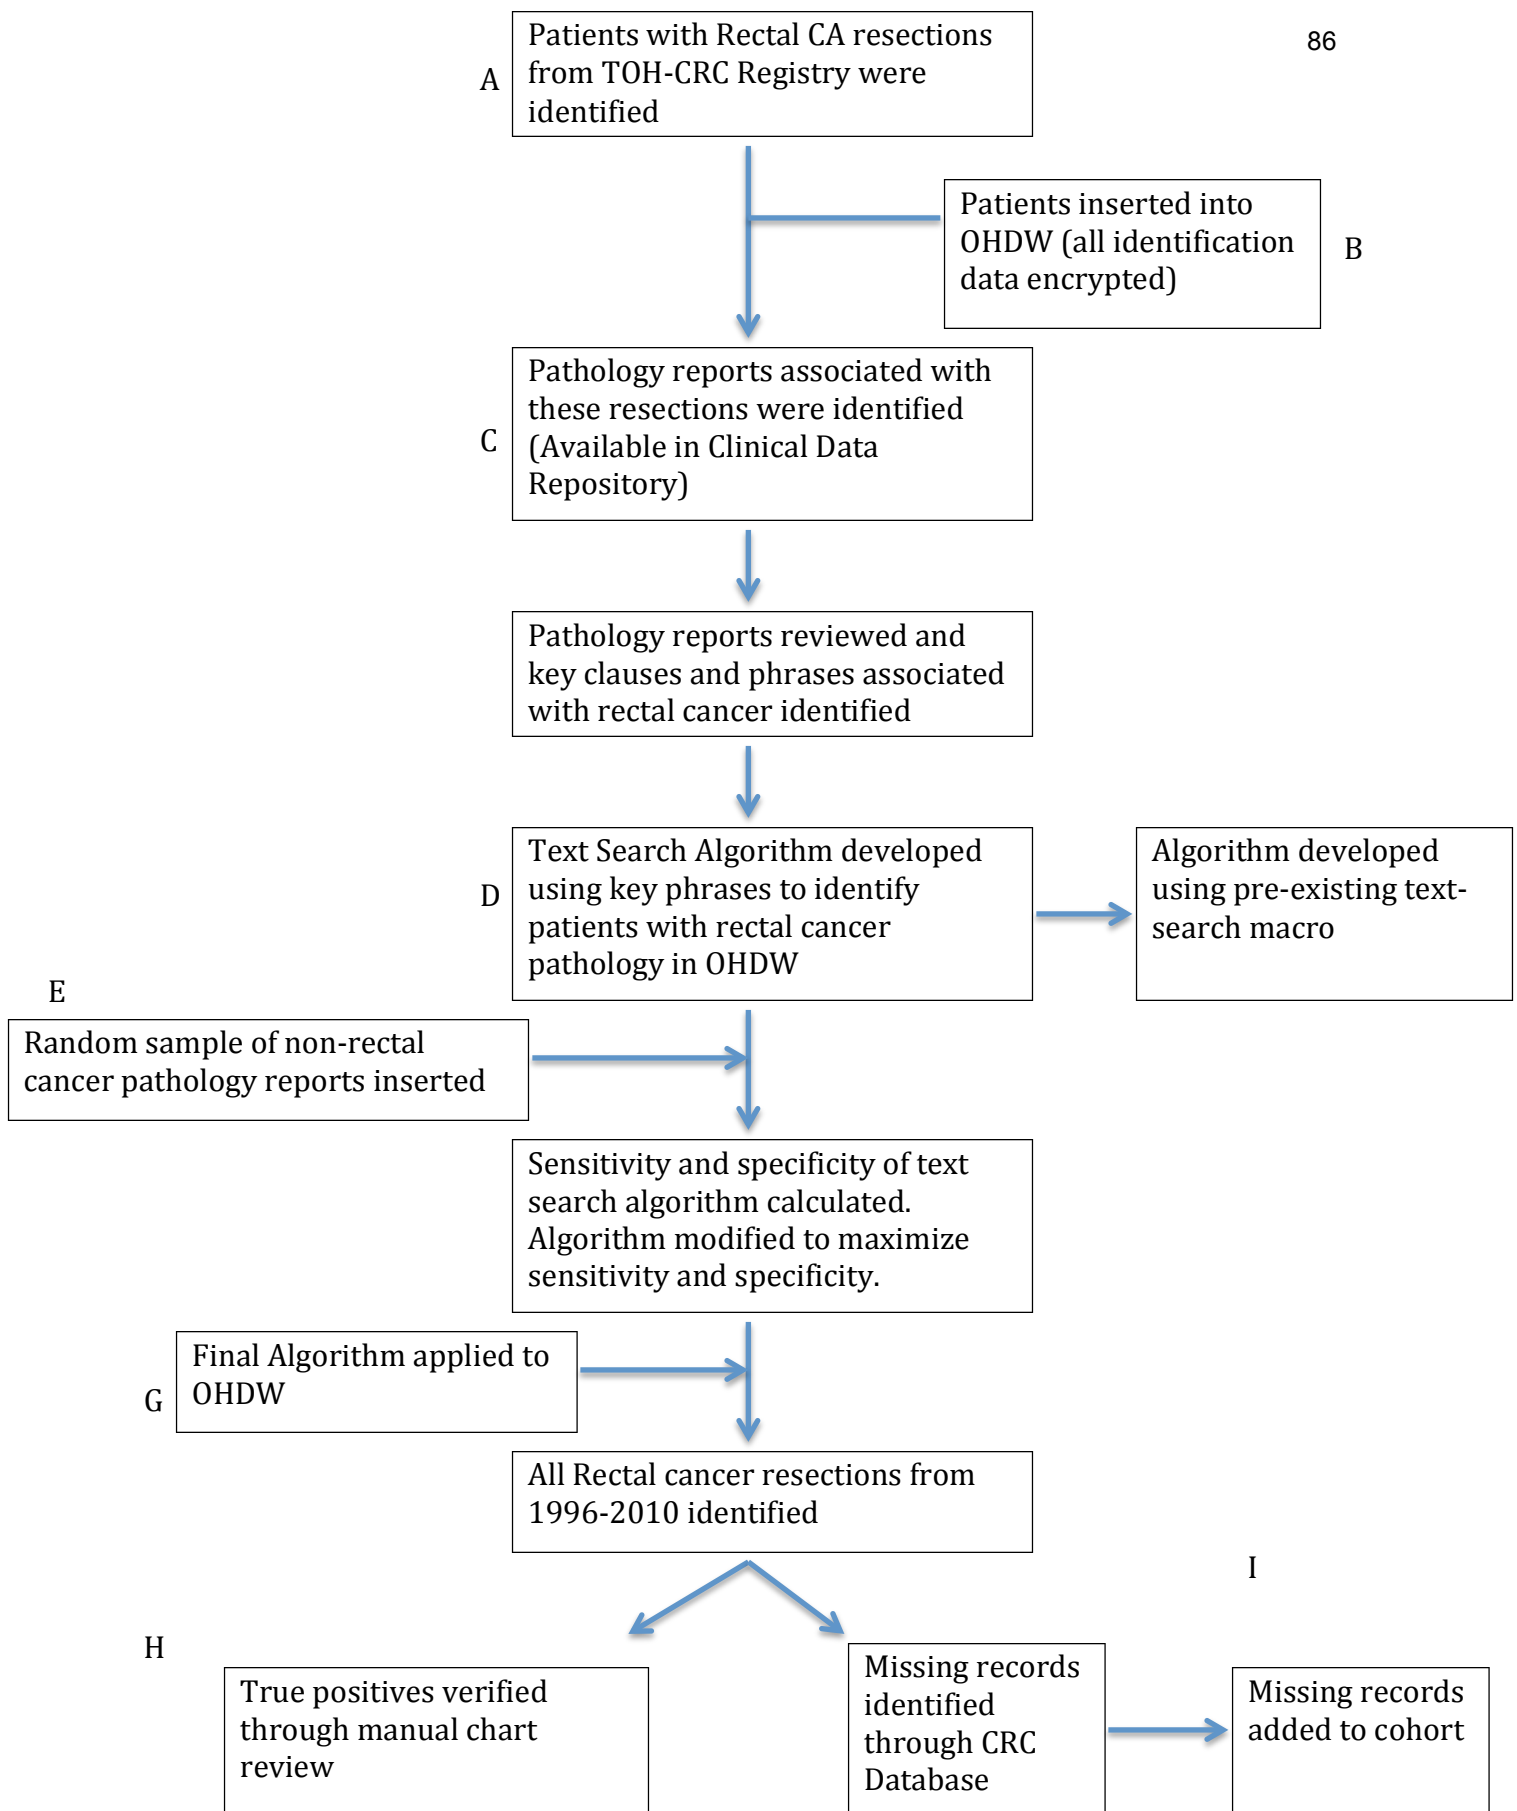 86
A
Patients with Rectal CA resections
from TOH-CRC Registry were
identified
Patients inserted into
OHDW (all identification
data encrypted)
B
C
Pathology reports associated with
these resections were identified
(Available in Clinical Data
Repository)
Pathology reports reviewed and
key clauses and phrases associated
with rectal cancer identified
D
Text Search Algorithm developed
using key phrases to identify
patients with rectal cancer
pathology in OHDW
Algorithm developed
using pre-existing text-
search macro
E
Random sample of non-rectal
cancer pathology reports inserted
Sensitivity and specificity of text
search algorithm calculated.
Algorithm modified to maximize
sensitivity and specificity.
G
Final Algorithm applied to
OHDW
All Rectal cancer resections from
1996-2010 identified
H
True positives verified
through manual chart
review
Missing records
identified
through CRC
Database
I
Missing records
added to cohort